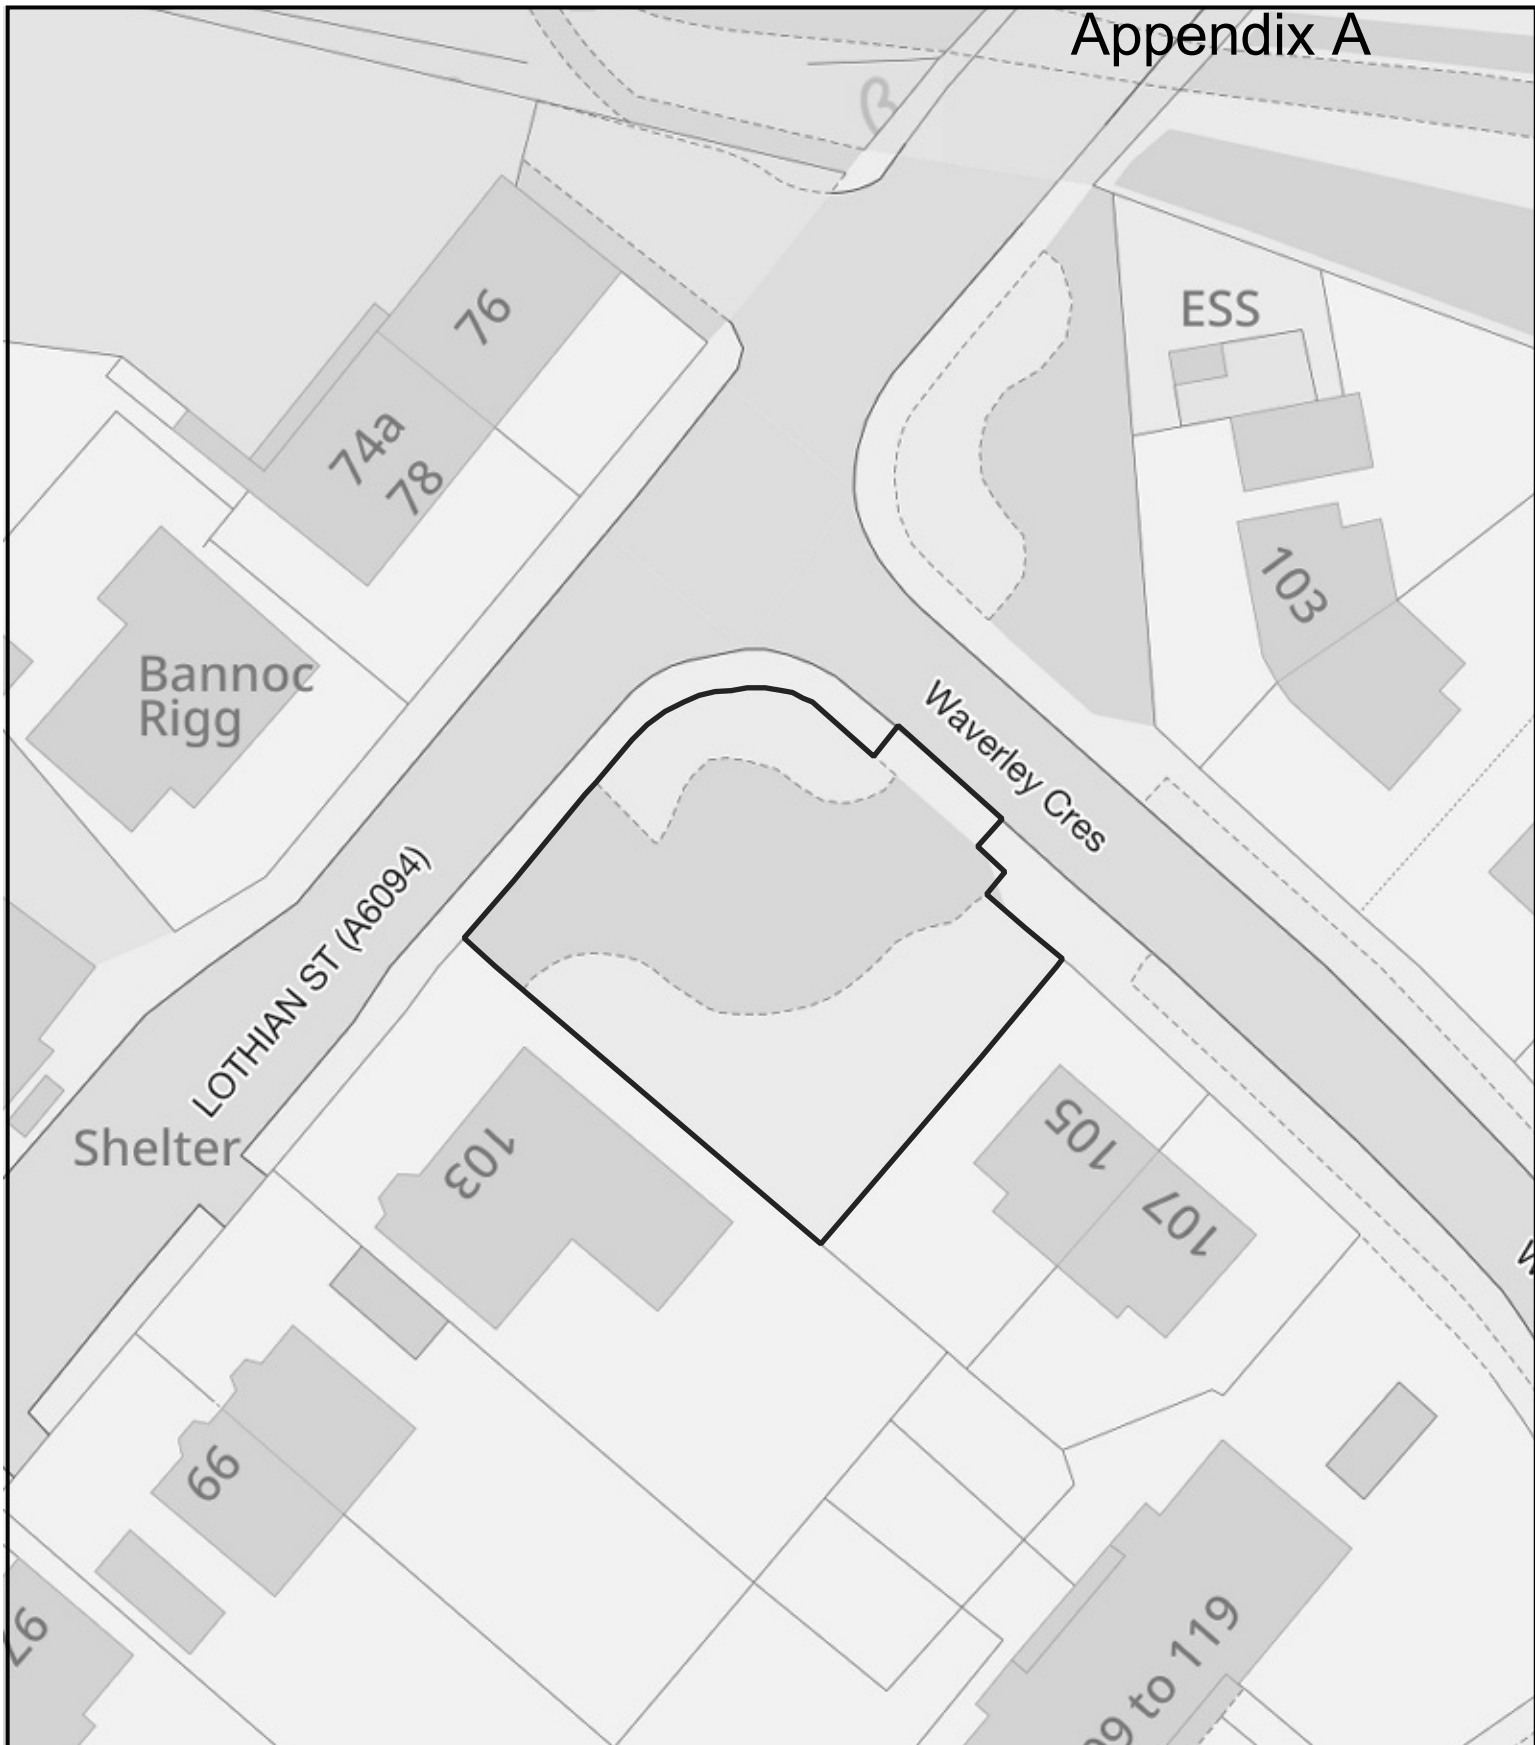 Appendix A
76
ESS
74a
78
103
Bannoc
Rigg
Waverley Cres
LOTHIAN ST (A6094)
Shelter
103
105
107
66
to 119